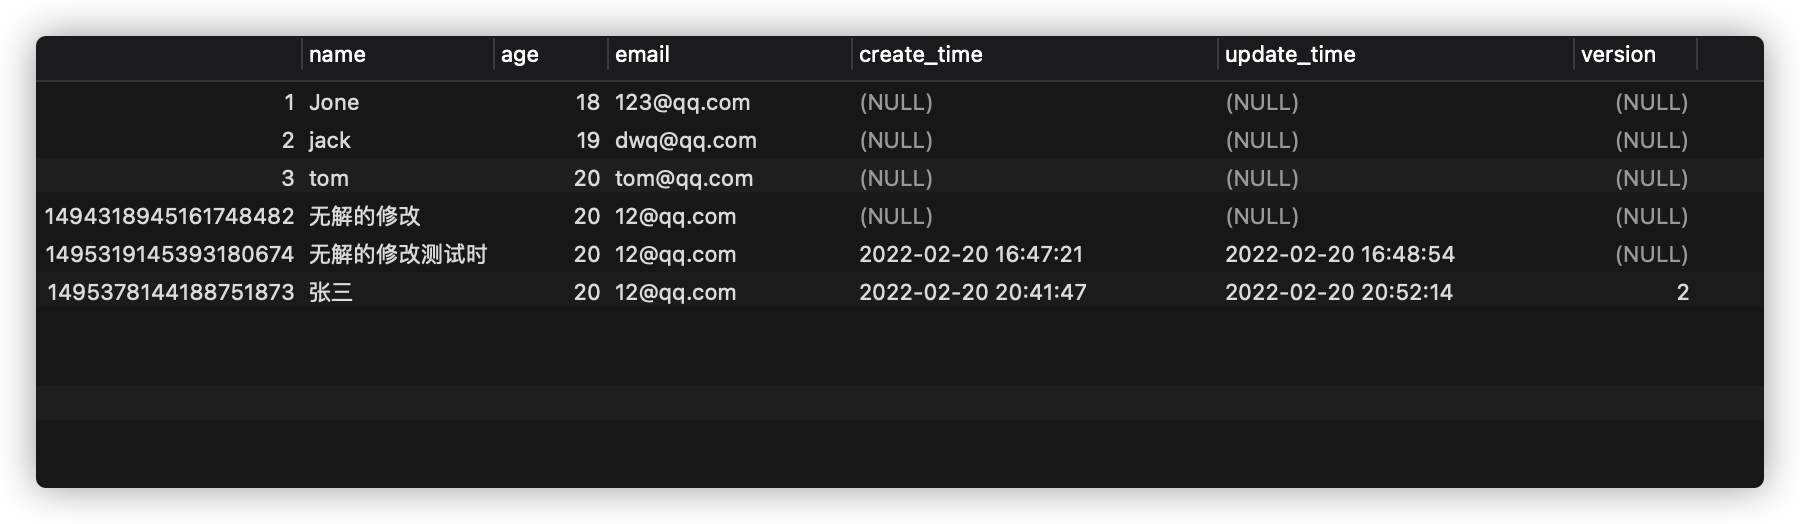 name age email create_time update_time version
1 Jone 18 123@qq.com (NULL) (NULL) (NULL)
2 jack 19 dwq@qq.com (NULL) (NULL) (NULL)
3 tom 20 tom@qq.com (NULL) (NULL) (NULL)
1494318945161748482 无解的修改 20 12@qq.com (NULL) (NULL) (NULL)
1495319145393180674 无解的修改测试时 20 12@qq.com 2022-02-20 16:47:21 2022-02-20 16:48:54 (NULL)
1495378144188751873 张三 20 12@qq.com 2022-02-20 20:41:47 2022-02-20 20:52:14 2